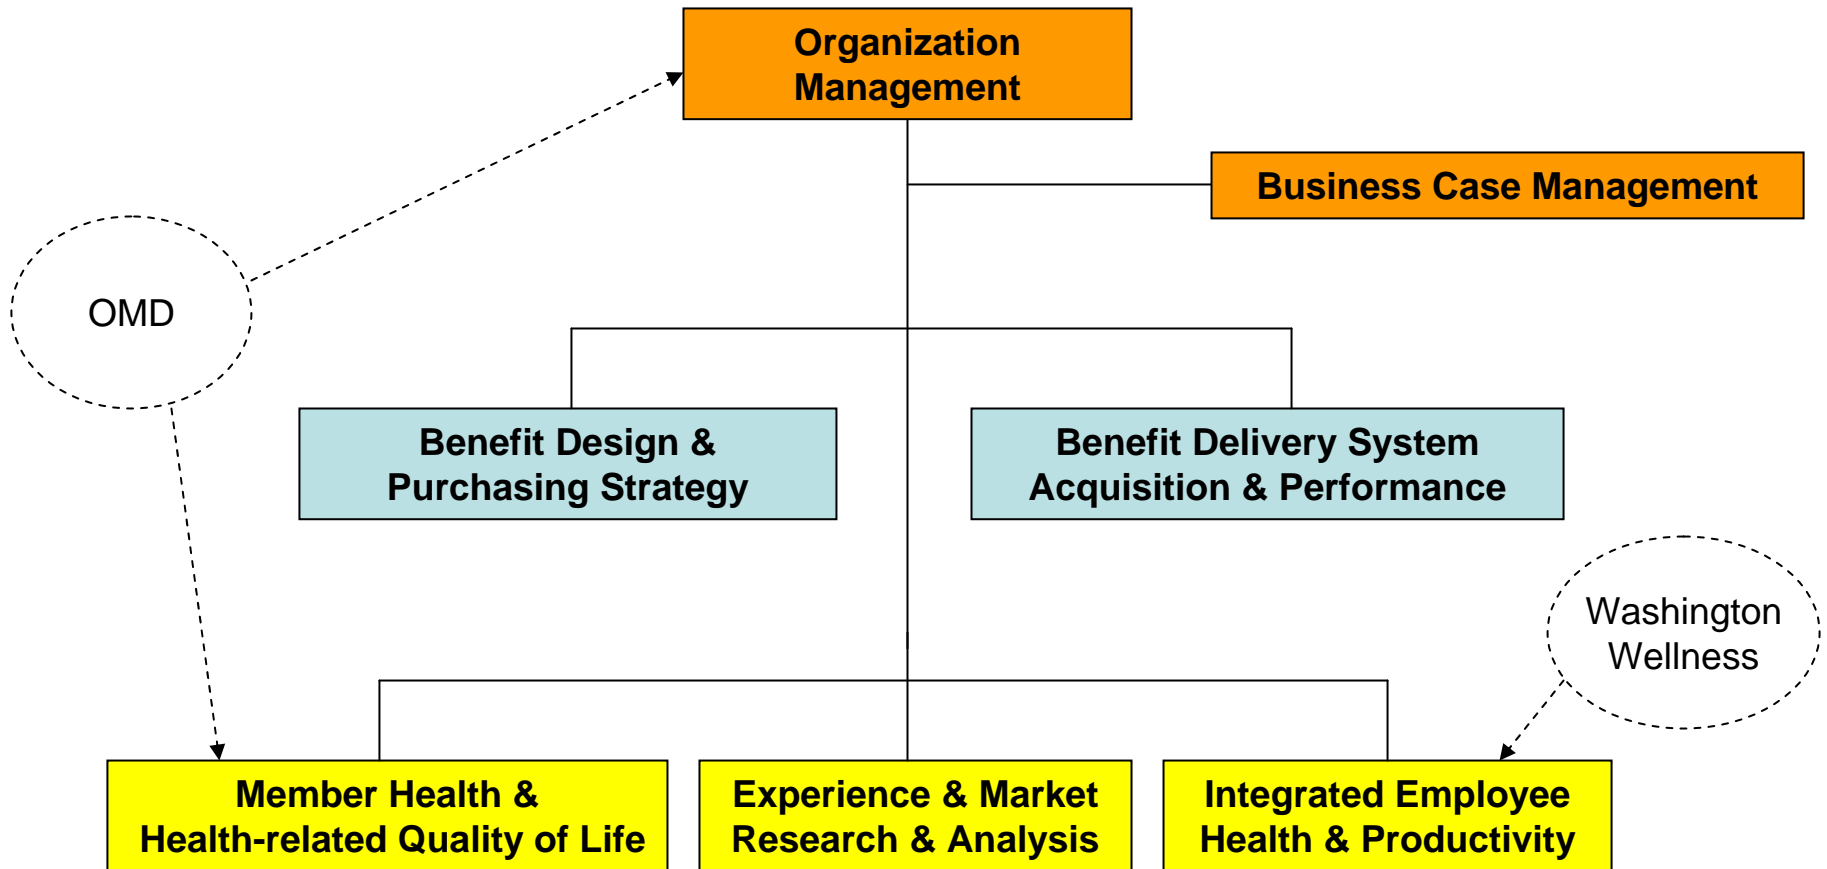 Organization
Management
Business Case Management
OMD
Benefit Design &
Purchasing Strategy
Benefit Delivery System
Acquisition & Performance
Washington
Wellness
Member Health &
Health-related Quality of Life
Experience & Market
Research & Analysis
Integrated Employee
Health & Productivity